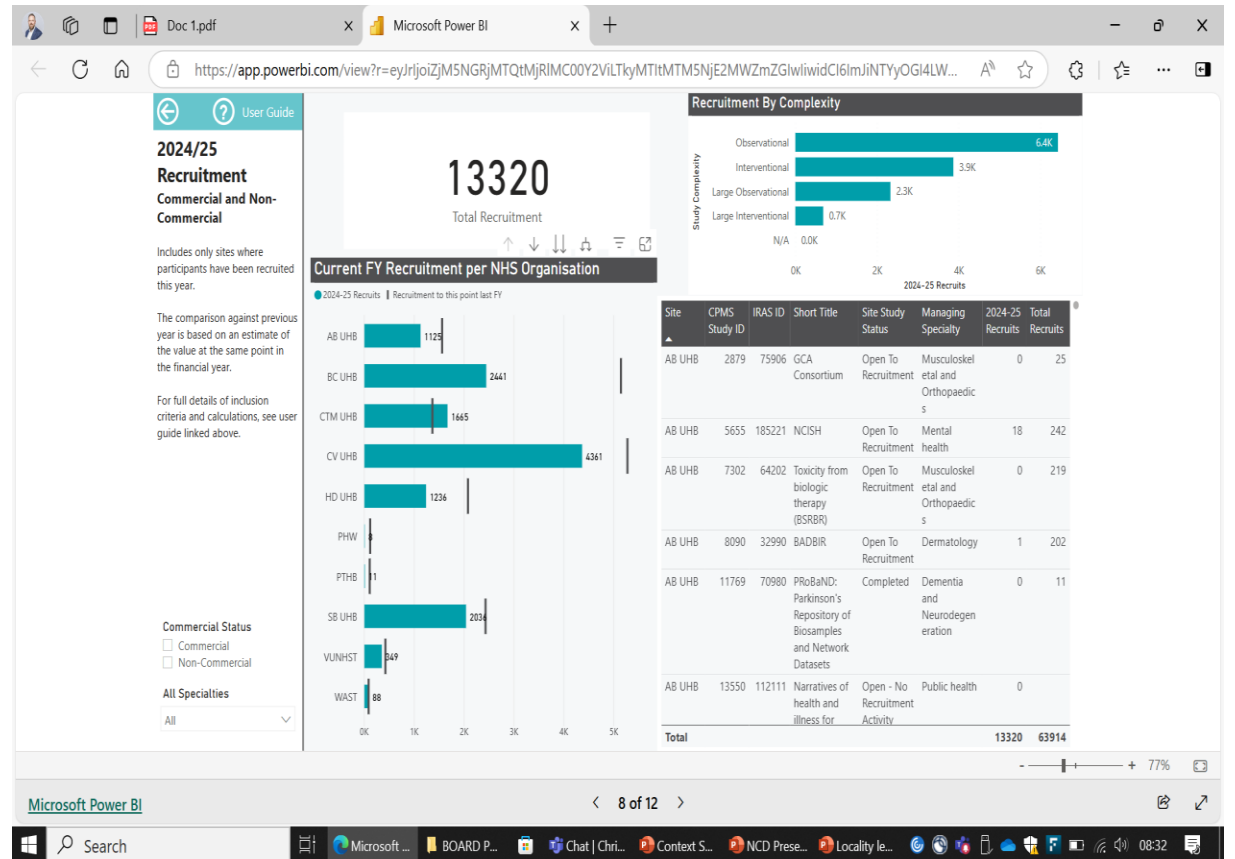 Doc 1.pdf
Microsoft Power BI
https://app.powerbi.com/view?r=eyJrIjoiZjM5NGRjMTQtMjRlMC00Y2ViLTkyMTItMTM5NjE2MWZmZGIwIiwidCI6ImJiNTYyOGI4LW...
User Guide
2024/25
Recruitment
Commercial and Non-
Commercial
Includes only sites where
participants have been recruited
this year.
The comparison against previous
year is based on an estimate of
the value at the same point in
the financial year.
For full details of inclusion
criteria and calculations, see user
guide linked above.
Commercial Status
Commercial
Non-Commercial
All Specialties
All
13320
Total Recruitment
Current FY Recruitment per NHS Organisation
2024-25 Recruits Recruitment to this point last FY
AB UHB 1125
BC UHB 2441
CTM UHB 1665
CV UHB 4361
HD UHB 1236
PHW 8
PTHB 11
SB UHB 2036
VUNHST 349
WAST 88
0K 1K 2K 3K 4K 5K
Recruitment By Complexity
Study Complexity
Observational 6.4K
Interventional 3.9K
Large Observational 2.3K
Large Interventional 0.7K
N/A 0.0K
0K 2K 4K 6K
2024-25 Recruits
Site CPMS IRAS ID Short Title Site Study Managing 2024-25 Total
Study ID Status Specialty Recruits Recruits
AB UHB 2879 75906 GCA Open To Musculoskel 0 25
Consortium Recruitment etal and
Orthopaedic
s
AB UHB 5655 185221 NCISH Open To Mental 18 242
Recruitment health
AB UHB 7302 64202 Toxicity from Open To Musculoskel 0 219
biologic Recruitment etal and
therapy Orthopaedic
(BSRBR) s
AB UHB 8090 32990 BADBIR Open To Dermatology 1 202
Recruitment
AB UHB 11769 70980 PRoBaND: Completed Dementia 0 11
Parkinson's and
Repository of Neurodegen
Biosamples eration
and Network
Datasets
AB UHB 13550 112111 Narratives of Open - No Public health 0
health and Recruitment
illness for Activity
Total 13320 63914
- + 77%
Microsoft Power BI
8 of 12
Search
Microsoft ...
BOARD P...
Chat | Chri...
Context S...
NCD Prese...
Locality le...
08:32